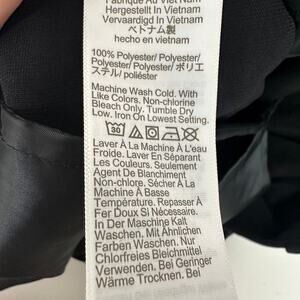 Fabriqué Au Viet Nam
Hergestellt In Vietnam
Vervaardigd In Vietnam
ベトナム製
hecho en vietnam
100% Polyester/ Polyester/
Polyester/ Polyester/ ポリエ
ステル/ poliéster
Machine Wash Cold. With
Like Colors. Non-chlorine
Bleach Only. Tumble Dry
Low. Iron On Lowest Setting.
30
Laver À La Machine À L'eau
Froide. Laver En Séparant
Les Couleurs. Seulement
Agent De Blanchiment
Non-chlore. Sécher À La
Machine À Basse
Température. Repasser À
Fer Doux Si Nécessaire.
In Der Maschine Kalt
Waschen. Mit Ähnlichen
Farben Waschen. Nur
Chlorfreies Bleichmittel
Verwenden. Bei Geringer
Wärme Trocknen. Bei